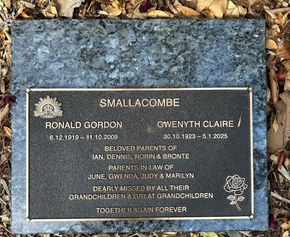 SMALLACOMBE
RONALD GORDON GWENYTH CLAIRE
6.12.1919 – 11.10.2009 30.10.1923 – 5.1.2025
BELOVED PARENTS OF
IAN, DENNIS, ROBIN & BRONTE
PARENTS IN LAW OF
JUNE, GWENDA, JUDY & MARILYN
DEARLY MISSED BY ALL THEIR
GRANDCHILDREN & GREAT GRANDCHILDREN
TOGETHER AGAIN FOREVER